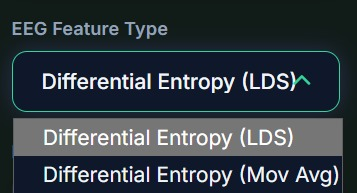 EEG Feature Type
Differential Entropy (LDS)
Differential Entropy (LDS)
Differential Entropy (Mov Avg)